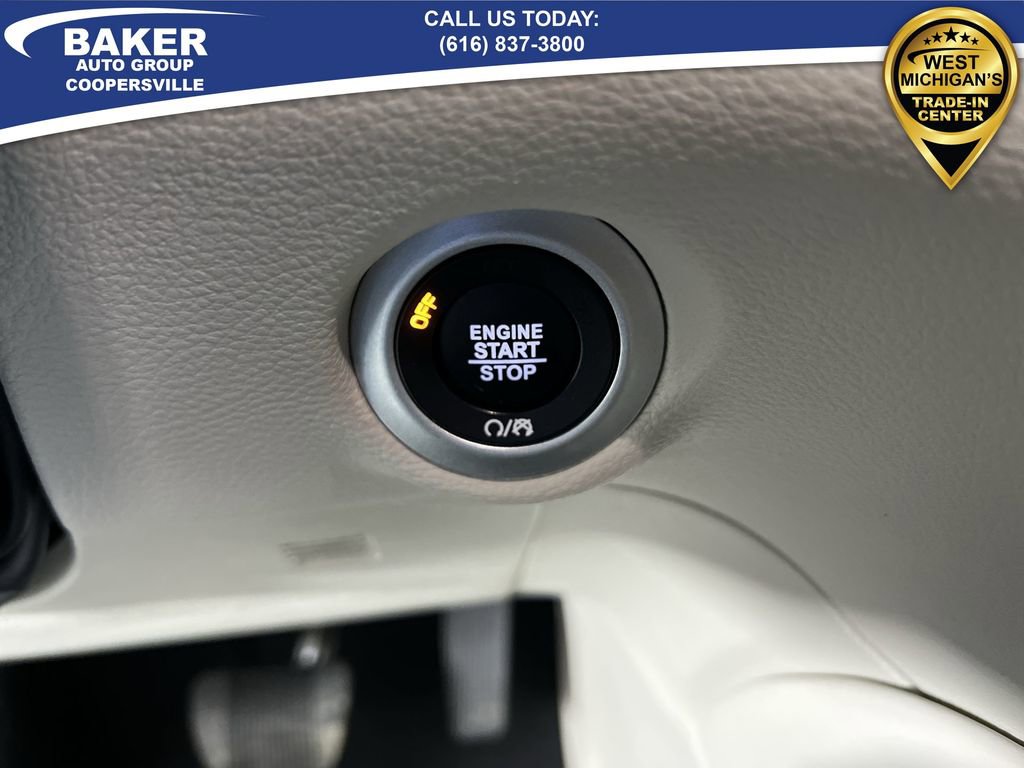 BAKER
AUTO GROUP
COOPERSVILLE
CALL US TODAY:
(616) 837-3800
WEST
MICHIGAN'S
TRADE-IN
CENTER
OFF
ENGINE
START
STOP